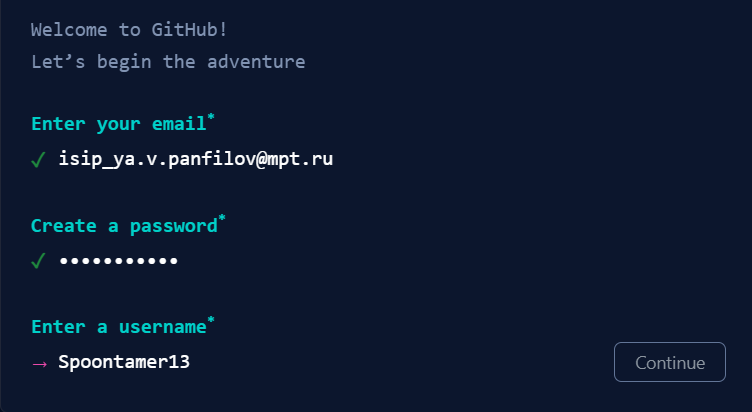 Welcome to GitHub!
Let’s begin the adventure
Enter your email*
✓ isip_ya.v.panfilov@mpt.ru
Create a password*
✓ •••••••••••
Enter a username*
→ Spoontamer13
Continue